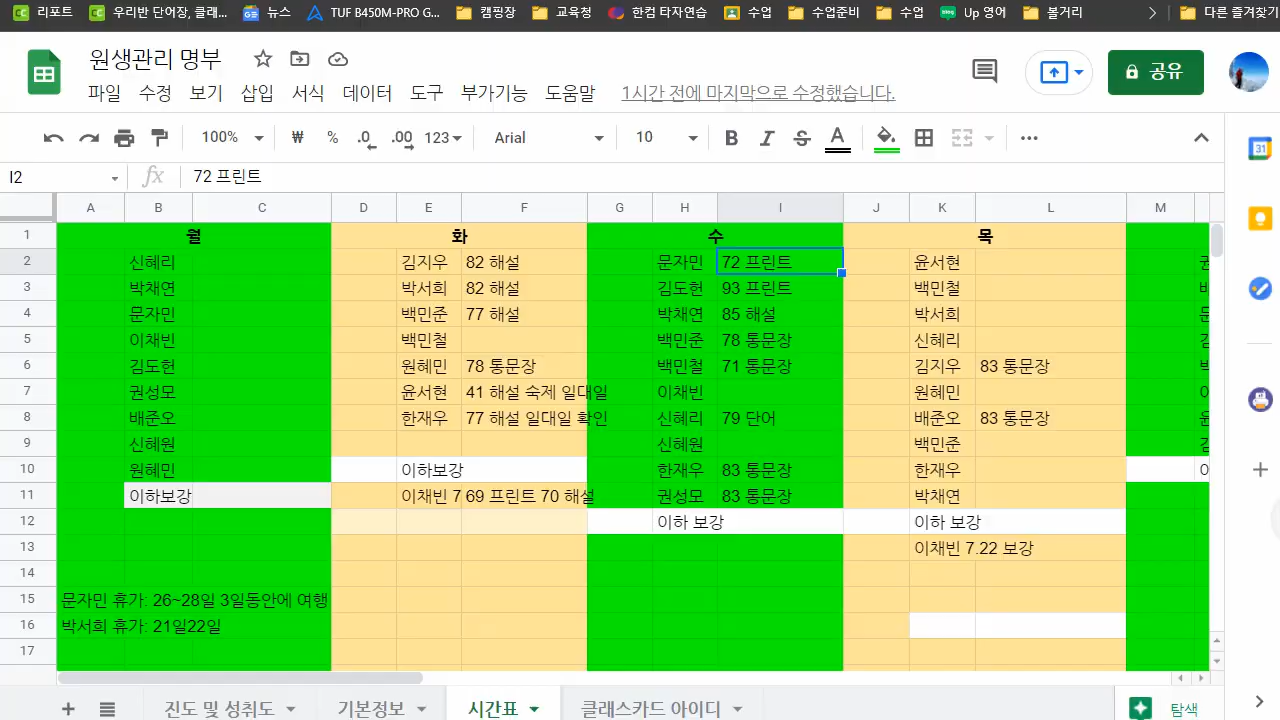 리포트 우리반 단어장, 클래... 뉴스 TUF B450M-PRO G... 캠핑장 교육청 한컴 타자연습 수업 수업준비 수업 Up 영어 볼거리 다른 즐겨찾기
원생관리 명부
공유
파일 수정 보기 삽입 서식 데이터 도구 부가기능 도움말 1시간 전에 마지막으로 수정했습니다.
100% ₩ % .0 .00 123 Arial 10 B I S A
I2 fx 72 프린트
A B C D E F G H I J K L M
1 월 화 수 목
2 신혜리 김지우 82 해설 문자민 72 프린트 윤서현
3 박채연 박서희 82 해설 김도헌 93 프린트 백민철
4 문자민 백민준 77 해설 박채연 85 해설 박서희
5 이채빈 백민철 백민준 78 통문장 신혜리
6 김도헌 원혜민 78 통문장 백민철 71 통문장 김지우 83 통문장
7 권성모 윤서현 41 해설 숙제 일대일 이채빈 원혜민
8 배준오 한재우 77 해설 일대일 확인 신혜리 79 단어 배준오 83 통문장
9 신혜원 신혜원 백민준
10 원혜민 이하보강 한재우 83 통문장 한재우
11 이하보강 이채빈 7 69 프린트 70 해설 권성모 83 통문장 박채연
12 이하 보강 이하 보강
13 이채빈 7.22 보강
14
15 문자민 휴가: 26~28일 3일동안에 여행
16 박서희 휴가: 21일22일
17
진도 및 성취도 기본정보 시간표 클래스카드 아이디 탐색